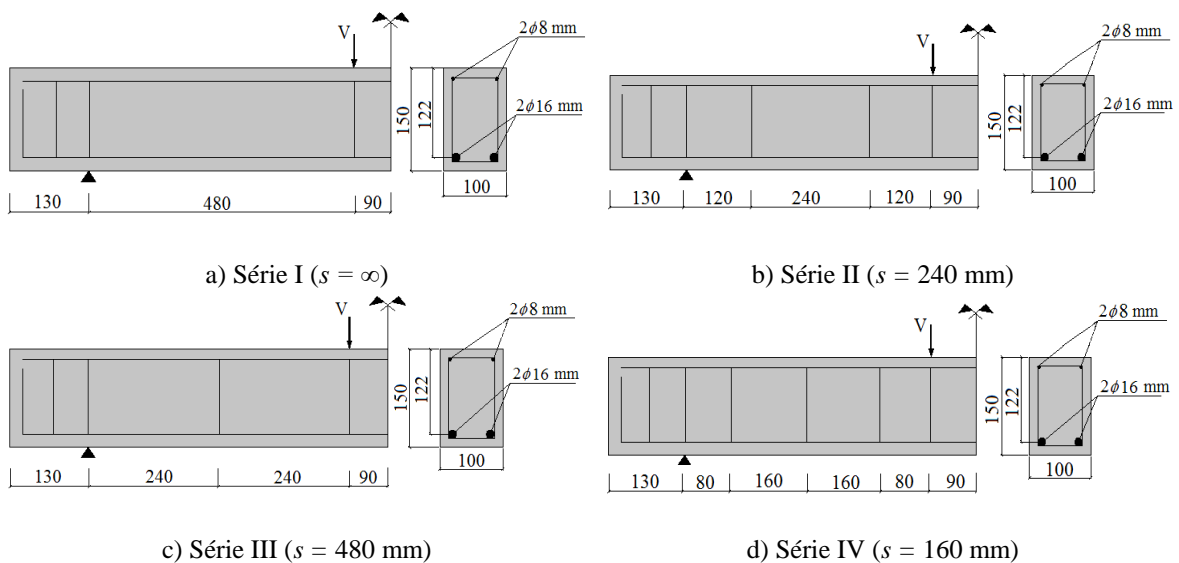 V
2ϕ8 mm
2ϕ16 mm
150
122
100
130
480
90
a) Série I (s = ∞)
V
2ϕ8 mm
2ϕ16 mm
150
122
100
130
120
240
120
90
b) Série II (s = 240 mm)
V
2ϕ8 mm
2ϕ16 mm
150
122
100
130
240
240
90
c) Série III (s = 480 mm)
V
2ϕ8 mm
2ϕ16 mm
150
122
100
130
80
160
160
80
90
d) Série IV (s = 160 mm)